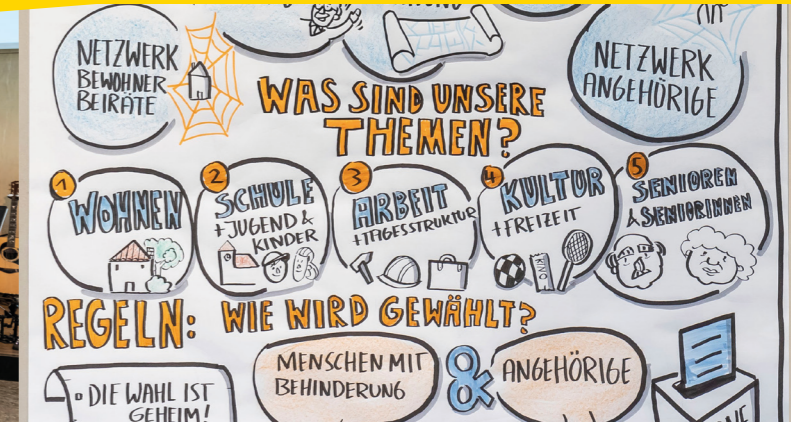 NETZWERK
BEWOHNER
BEIRÄTE
NETZWERK
ANGEHÖRIGE
WAS SIND UNSERE
THEMEN?
1
WOHNEN
2
SCHULE
+ JUGEND &
KINDER
3
ARBEIT
+ TAGESSTRUKTUR
4
KULTUR
+ FREIZEIT
KINO
5
SENIOREN
& SENIORINNEN
REGELN: WIE WIRD GEWÄHLT?
• DIE WAHL IST
GEHEIM!
MENSCHEN MIT
BEHINDERUNG
&
ANGEHÖRIGE